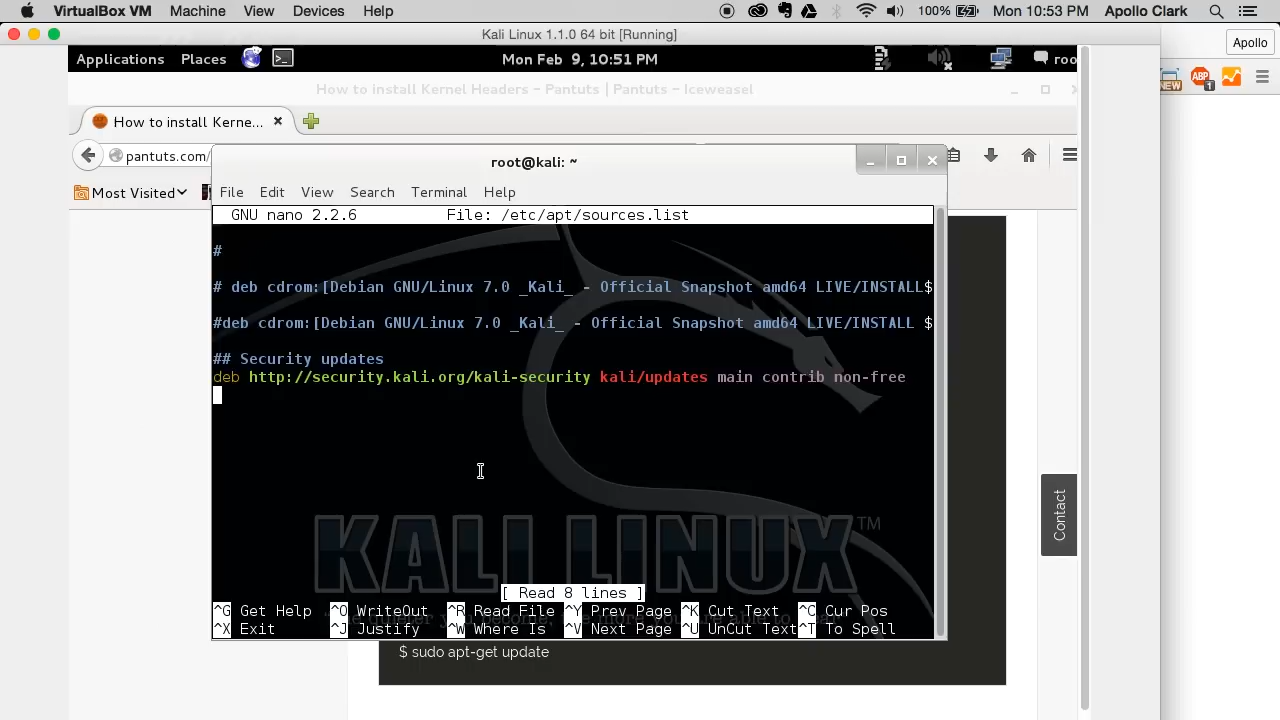 VirtualBox VM Machine View Devices Help 100% Mon 10:53 PM Apollo Clark
Kali Linux 1.1.0 64 bit [Running]
Apollo
Applications Places Mon Feb 9, 10:51 PM roo
How to install Kernel Headers – Pantuts | Pantuts – Iceweasel
How to install Kerne...
NEW ABP 1
pantuts.com/
root@kali: ~
Most Visited
File Edit View Search Terminal Help
GNU nano 2.2.6 File: /etc/apt/sources.list
#
# deb cdrom:[Debian GNU/Linux 7.0 _Kali_ - Official Snapshot amd64 LIVE/INSTALL$
#deb cdrom:[Debian GNU/Linux 7.0 _Kali_ - Official Snapshot amd64 LIVE/INSTALL $
## Security updates
deb http://security.kali.org/kali-security kali/updates main contrib non-free
Contact
KALI LINUX™
[ Read 8 lines ]
^G Get Help ^O WriteOut ^R Read File ^Y Prev Page ^K Cut Text ^C Cur Pos
^X Exit ^J Justify ^W Where Is ^V Next Page ^U UnCut Text ^T To Spell
$ sudo apt-get update